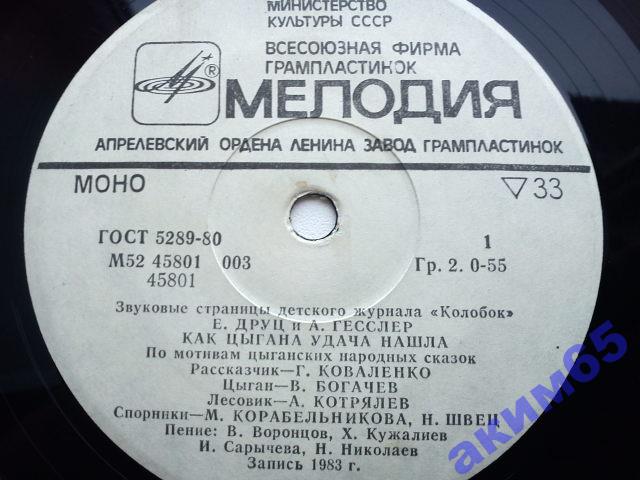 МИНИСТЕРСТВО
КУЛЬТУРЫ СССР
ВСЕСОЮЗНАЯ ФИРМА
ГРАМПЛАСТИНОК
®
МЕЛОДИЯ
АПРЕЛЕВСКИЙ ОРДЕНА ЛЕНИНА ЗАВОД ГРАМПЛАСТИНОК
МОНО
▽33
ГОСТ 5289-80
1
М52 45801 003
Гр. 2. 0-55
45801
Звуковые страницы детского журнала «Колобок»
Е. ДРУЦ и А. ГЕССЛЕР
КАК ЦЫГАНА УДАЧА НАШЛА
По мотивам цыганских народных сказок
Рассказчик—Г. КОВАЛЕНКО
Цыган—В. БОГАЧЕВ
Лесовик—А. КОТРЯЛЕВ
Спорники—М. КОРАБЕЛЬНИКОВА, Н. ШВЕЦ
Пение: В. Воронцов, Х. Кужалиев
И. Сарычева, Н. Николаев
Запись 1983 г.
аким65